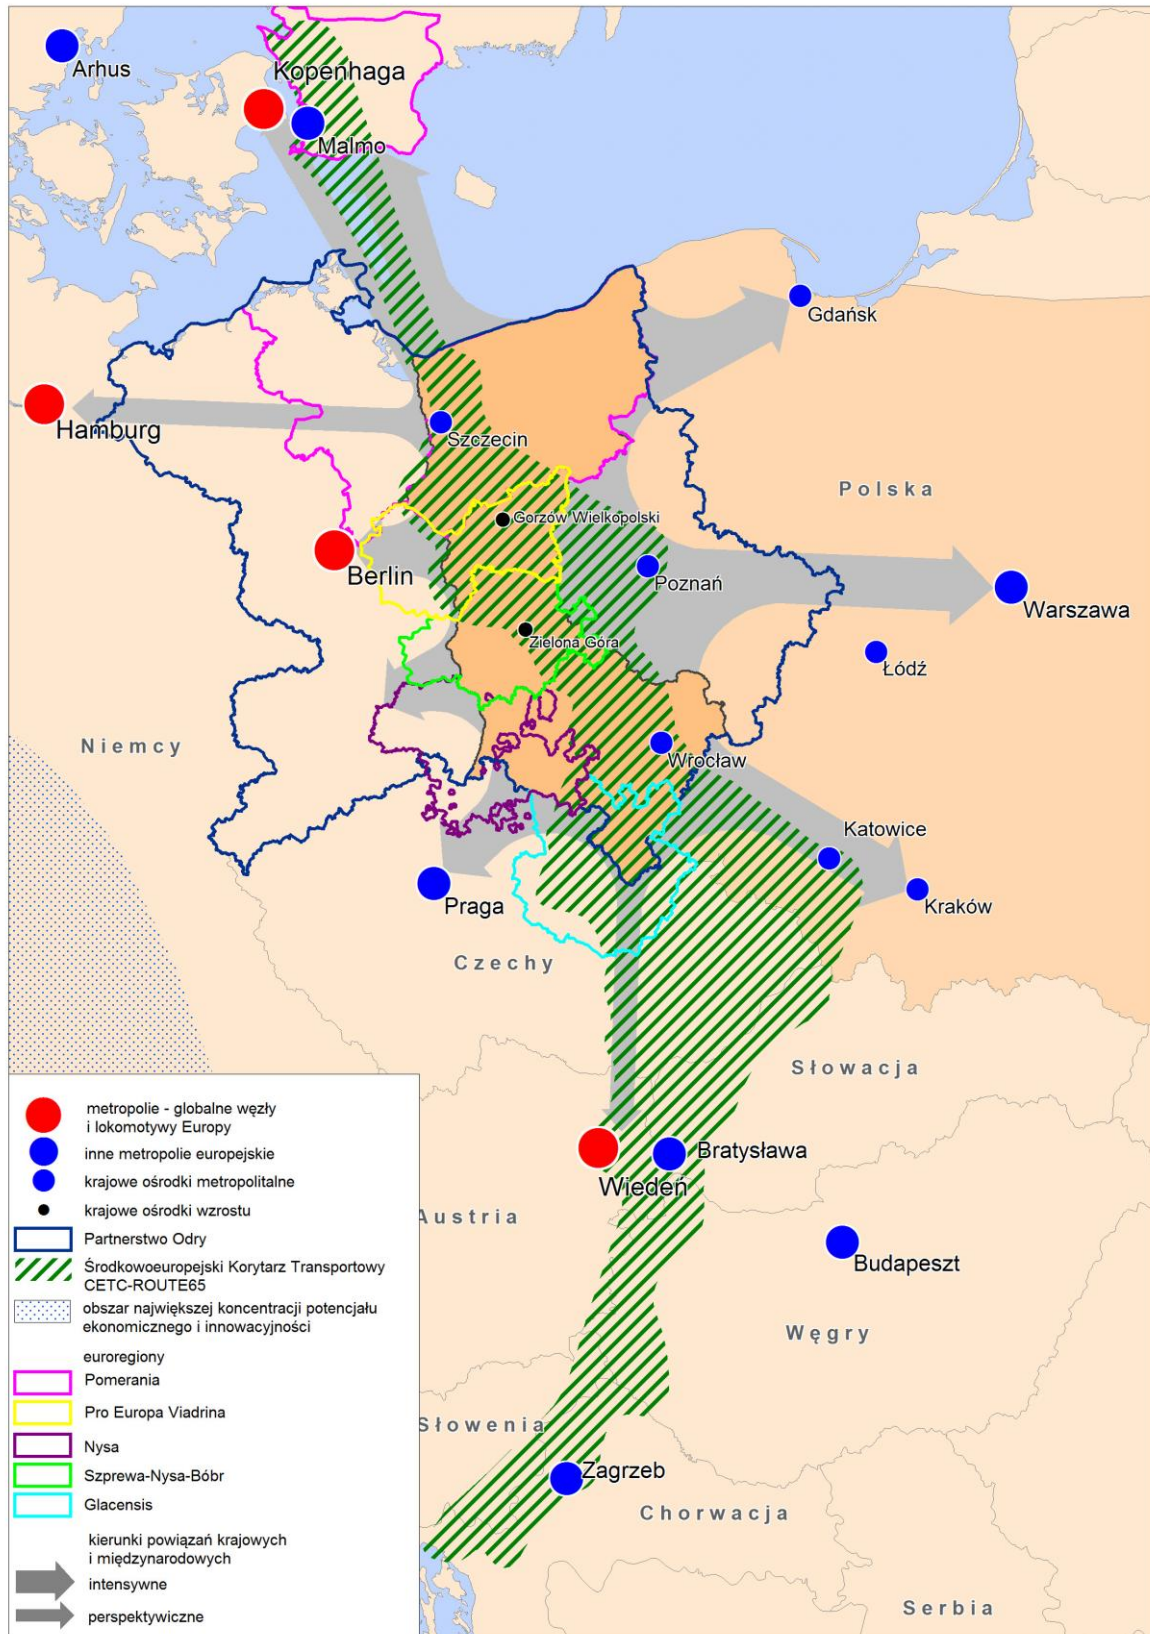 Arhus
Kopenhaga
Malmo
Gdańsk
Hamburg
Szczecin
Polska
Gorzów Wielkopolski
Berlin
Poznań
Warszawa
Zielona Góra
Łódź
Niemcy
Wrocław
Katowice
Praga
Kraków
Czechy
Słowacja
Bratysława
Wiedeń
Austria
Budapeszt
Węgry
Słowenia
Zagrzeb
Chorwacja
Serbia
metropolie - globalne węzły
i lokomotywy Europy
inne metropolie europejskie
krajowe ośrodki metropolitalne
krajowe ośrodki wzrostu
Partnerstwo Odry
Środkowoeuropejski Korytarz Transportowy
CETC-ROUTE65
obszar największej koncentracji potencjału
ekonomicznego i innowacyjności
euroregiony
Pomerania
Pro Europa Viadrina
Nysa
Szprewa-Nysa-Bóbr
Glacensis
kierunki powiązań krajowych
i międzynarodowych
intensywne
perspektywiczne